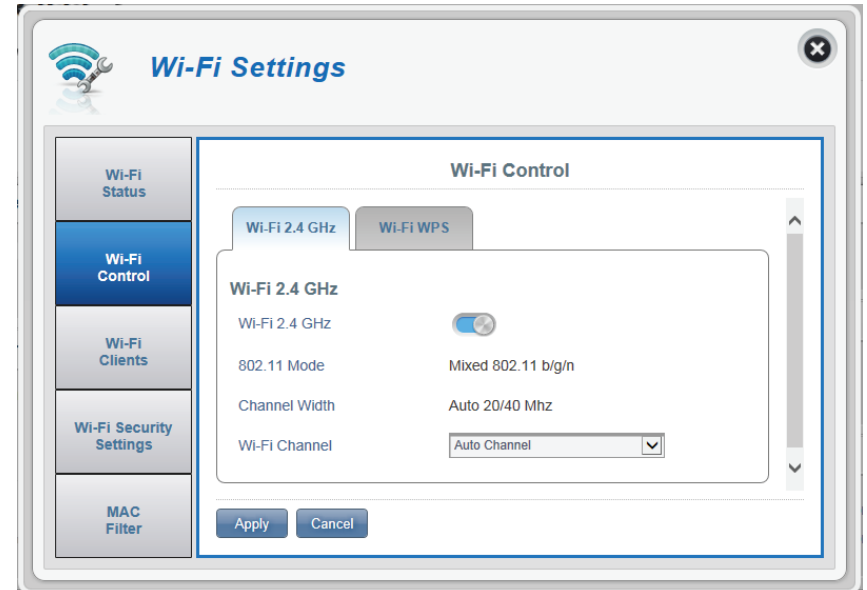 Wi-Fi Settings
Wi-Fi
Status
Wi-Fi
Control
Wi-Fi
Clients
Wi-Fi Security
Settings
MAC
Filter
Wi-Fi Control
Wi-Fi 2.4 GHz
Wi-Fi WPS
Wi-Fi 2.4 GHz
Wi-Fi 2.4 GHz
802.11 Mode Mixed 802.11 b/g/n
Channel Width Auto 20/40 Mhz
Wi-Fi Channel Auto Channel
Apply Cancel